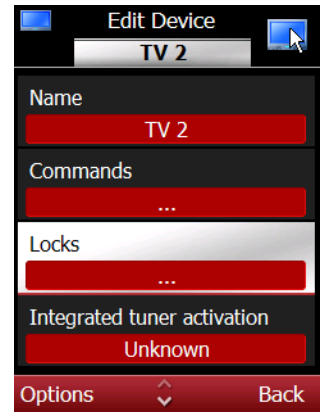 Edit Device
TV 2
Name
TV 2
Commands
...
Locks
...
Integrated tuner activation
Unknown
Options Back